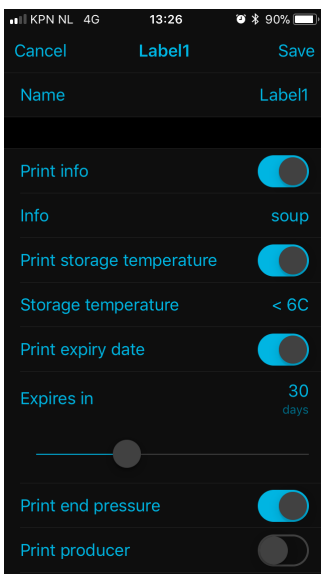 KPN NL 4G 13:26 90%
Cancel Label1 Save
Name Label1
Print info
Info soup
Print storage temperature
Storage temperature < 6C
Print expiry date
Expires in 30
days
Print end pressure
Print producer